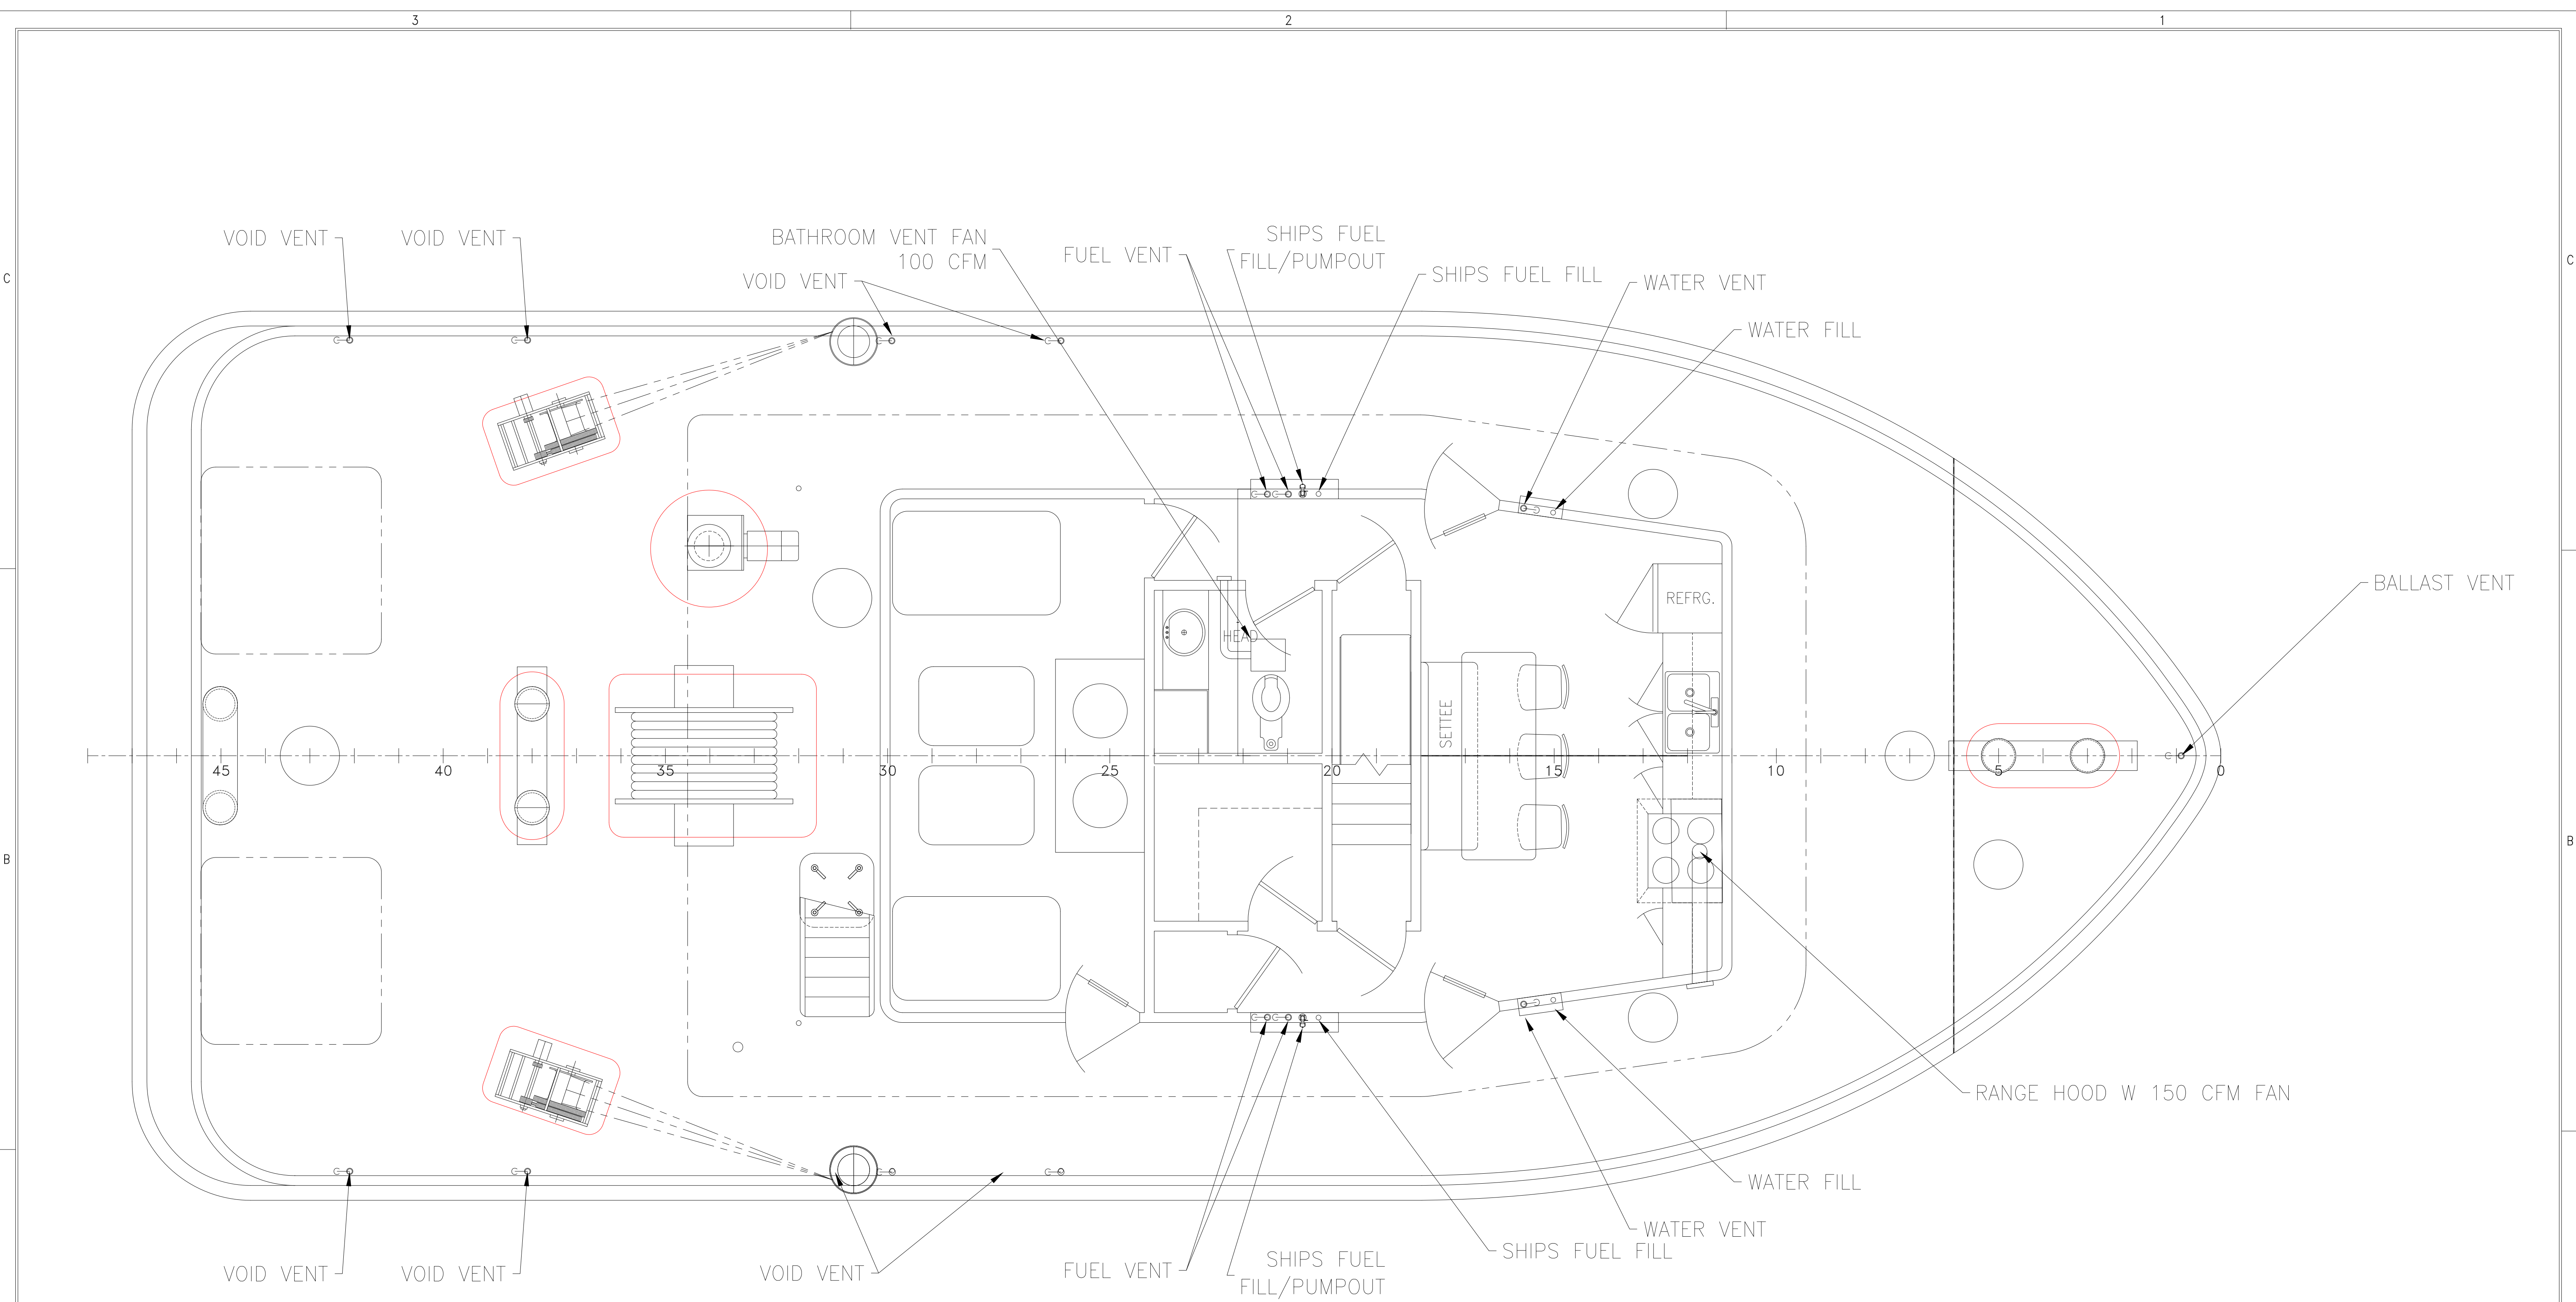 3
2
1
C
C
SHIPS FUEL
FILL/PUMPOUT
BATHROOM VENT FAN
100 CFM
VOID VENT
VOID VENT
FUEL VENT
VOID VENT
SHIPS FUEL FILL
WATER VENT
WATER FILL
BALLAST VENT
REFRG.
HEAD
SETTEE
45
40
35
30
25
20
15
10
5
0
B
B
RANGE HOOD W 150 CFM FAN
WATER FILL
WATER VENT
SHIPS FUEL FILL
VOID VENT
VOID VENT
VOID VENT
FUEL VENT
SHIPS FUEL
FILL/PUMPOUT